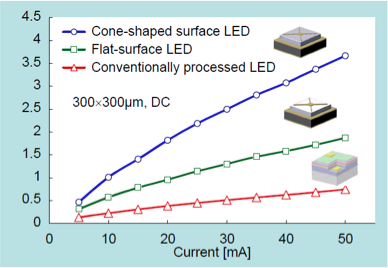 4.5
4
3.5
3
2.5
2
1.5
1
0.5
0
Cone-shaped surface LED
Flat-surface LED
Conventionally processed LED
300×300μm, DC
0 10 20 30 40 50
Current [mA]